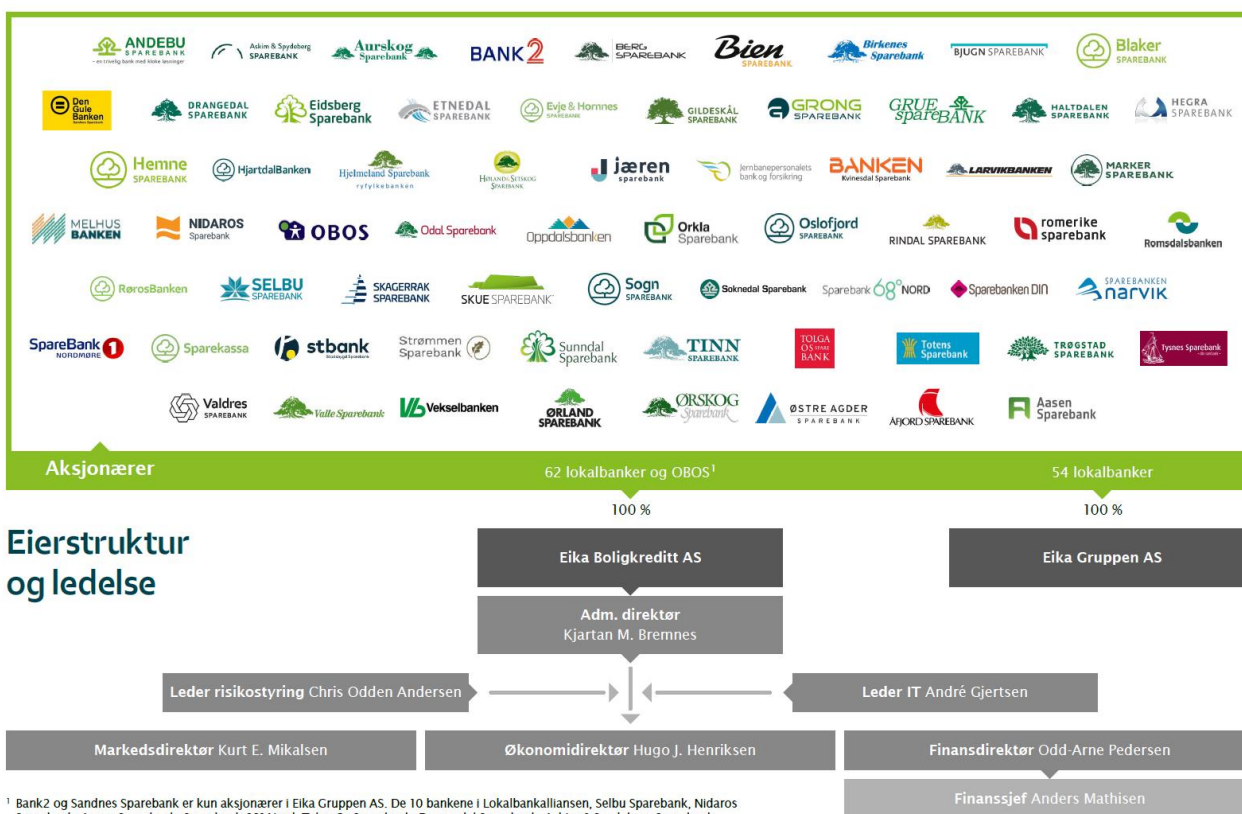 ANDEBU
SPAREBANK
- en trivelig bank med kloke løsninger
Askim & Spydeberg
SPAREBANK
Aurskog
Sparebank
BANK2
BERG
SPAREBANK
Bien
SPAREBANK
Birkenes
Sparebank
BJUGN SPAREBANK
Blaker
SPAREBANK
Den
Gule
Banken
DRANGEDAL
SPAREBANK
Eidsberg
Sparebank
ETNEDAL
SPAREBANK
Evje & Hornnes
SPAREBANK
GILDESKÅL
SPAREBANK
GRONG
SPAREBANK
GRUE
spareBANK
HALTDALEN
SPAREBANK
HEGRA
SPAREBANK
Hemne
SPAREBANK
HjartdalBanken
Hjelmeland Sparebank
ryfylkebanken
HØLAND & SETSKOG
SPAREBANK
jæren
sparebank
Jernbanepersonalets
bank og forsikring
BANKEN
Kvinesdal Sparebank
LARVIKBANKEN
MARKER
SPAREBANK
MELHUS
BANKEN
NIDAROS
Sparebank
OBOS
Odal Sparebank
Oppdalsbanken
Orkla
Sparebank
Oslofjord
SPAREBANK
RINDAL SPAREBANK
romerike
sparebank
Romsdalsbanken
RørosBanken
SELBU
SPAREBANK
SKAGERRAK
SPAREBANK
SKUE SPAREBANK
Sogn
SPAREBANK
Soknedal Sparebank
Sparebank 68°NORD
Sparebanken DIN
SPAREBANKEN
narvik
SpareBank 1
NORDMØRE
Sparekassa
stbank
Strømmen
Sparebank
Sunndal
Sparebank
TINN
SPAREBANK
TOLGA
OS SPARE
BANK
Totens
Sparebank
TRØGSTAD
SPAREBANK
Tysnes Sparebank
Valdres
SPAREBANK
Valle Sparebank
Vekselbanken
ØRLAND
SPAREBANK
ØRSKOG
Sparebank
ØSTRE AGDER
SPAREBANK
ÅFJORD SPAREBANK
Aasen
Sparebank
Aksjonærer
62 lokalbanker og OBOS¹
54 lokalbanker
100 %
100 %
Eierstruktur
og ledelse
Eika Boligkreditt AS
Eika Gruppen AS
Adm. direktør
Kjartan M. Bremnes
Leder risikostyring Chris Odden Andersen
Leder IT André Gjertsen
Markedsdirektør Kurt E. Mikalsen
Økonomidirektør Hugo J. Henriksen
Finansdirektør Odd-Arne Pedersen
Finanssjef Anders Mathisen
¹ Bank2 og Sandnes Sparebank er kun aksjonærer i Eika Gruppen AS. De 10 bankene i Lokalbankalliansen, Selbu Sparebank, Nidaros